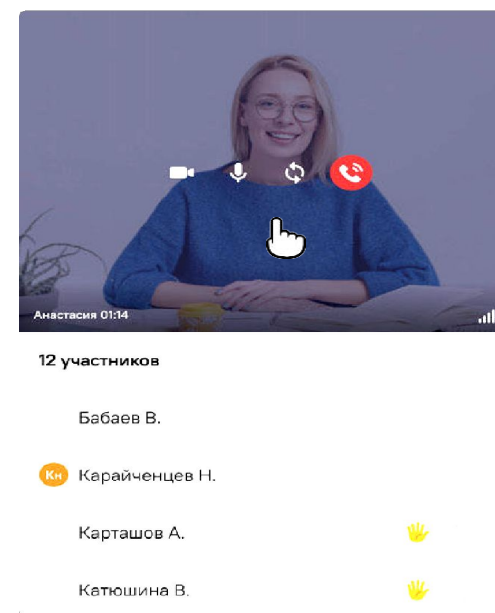 Анастасия 01:14
12 участников
Бабаев В.
Кн Карайченцев Н.
Карташов А.
Катюшина В.